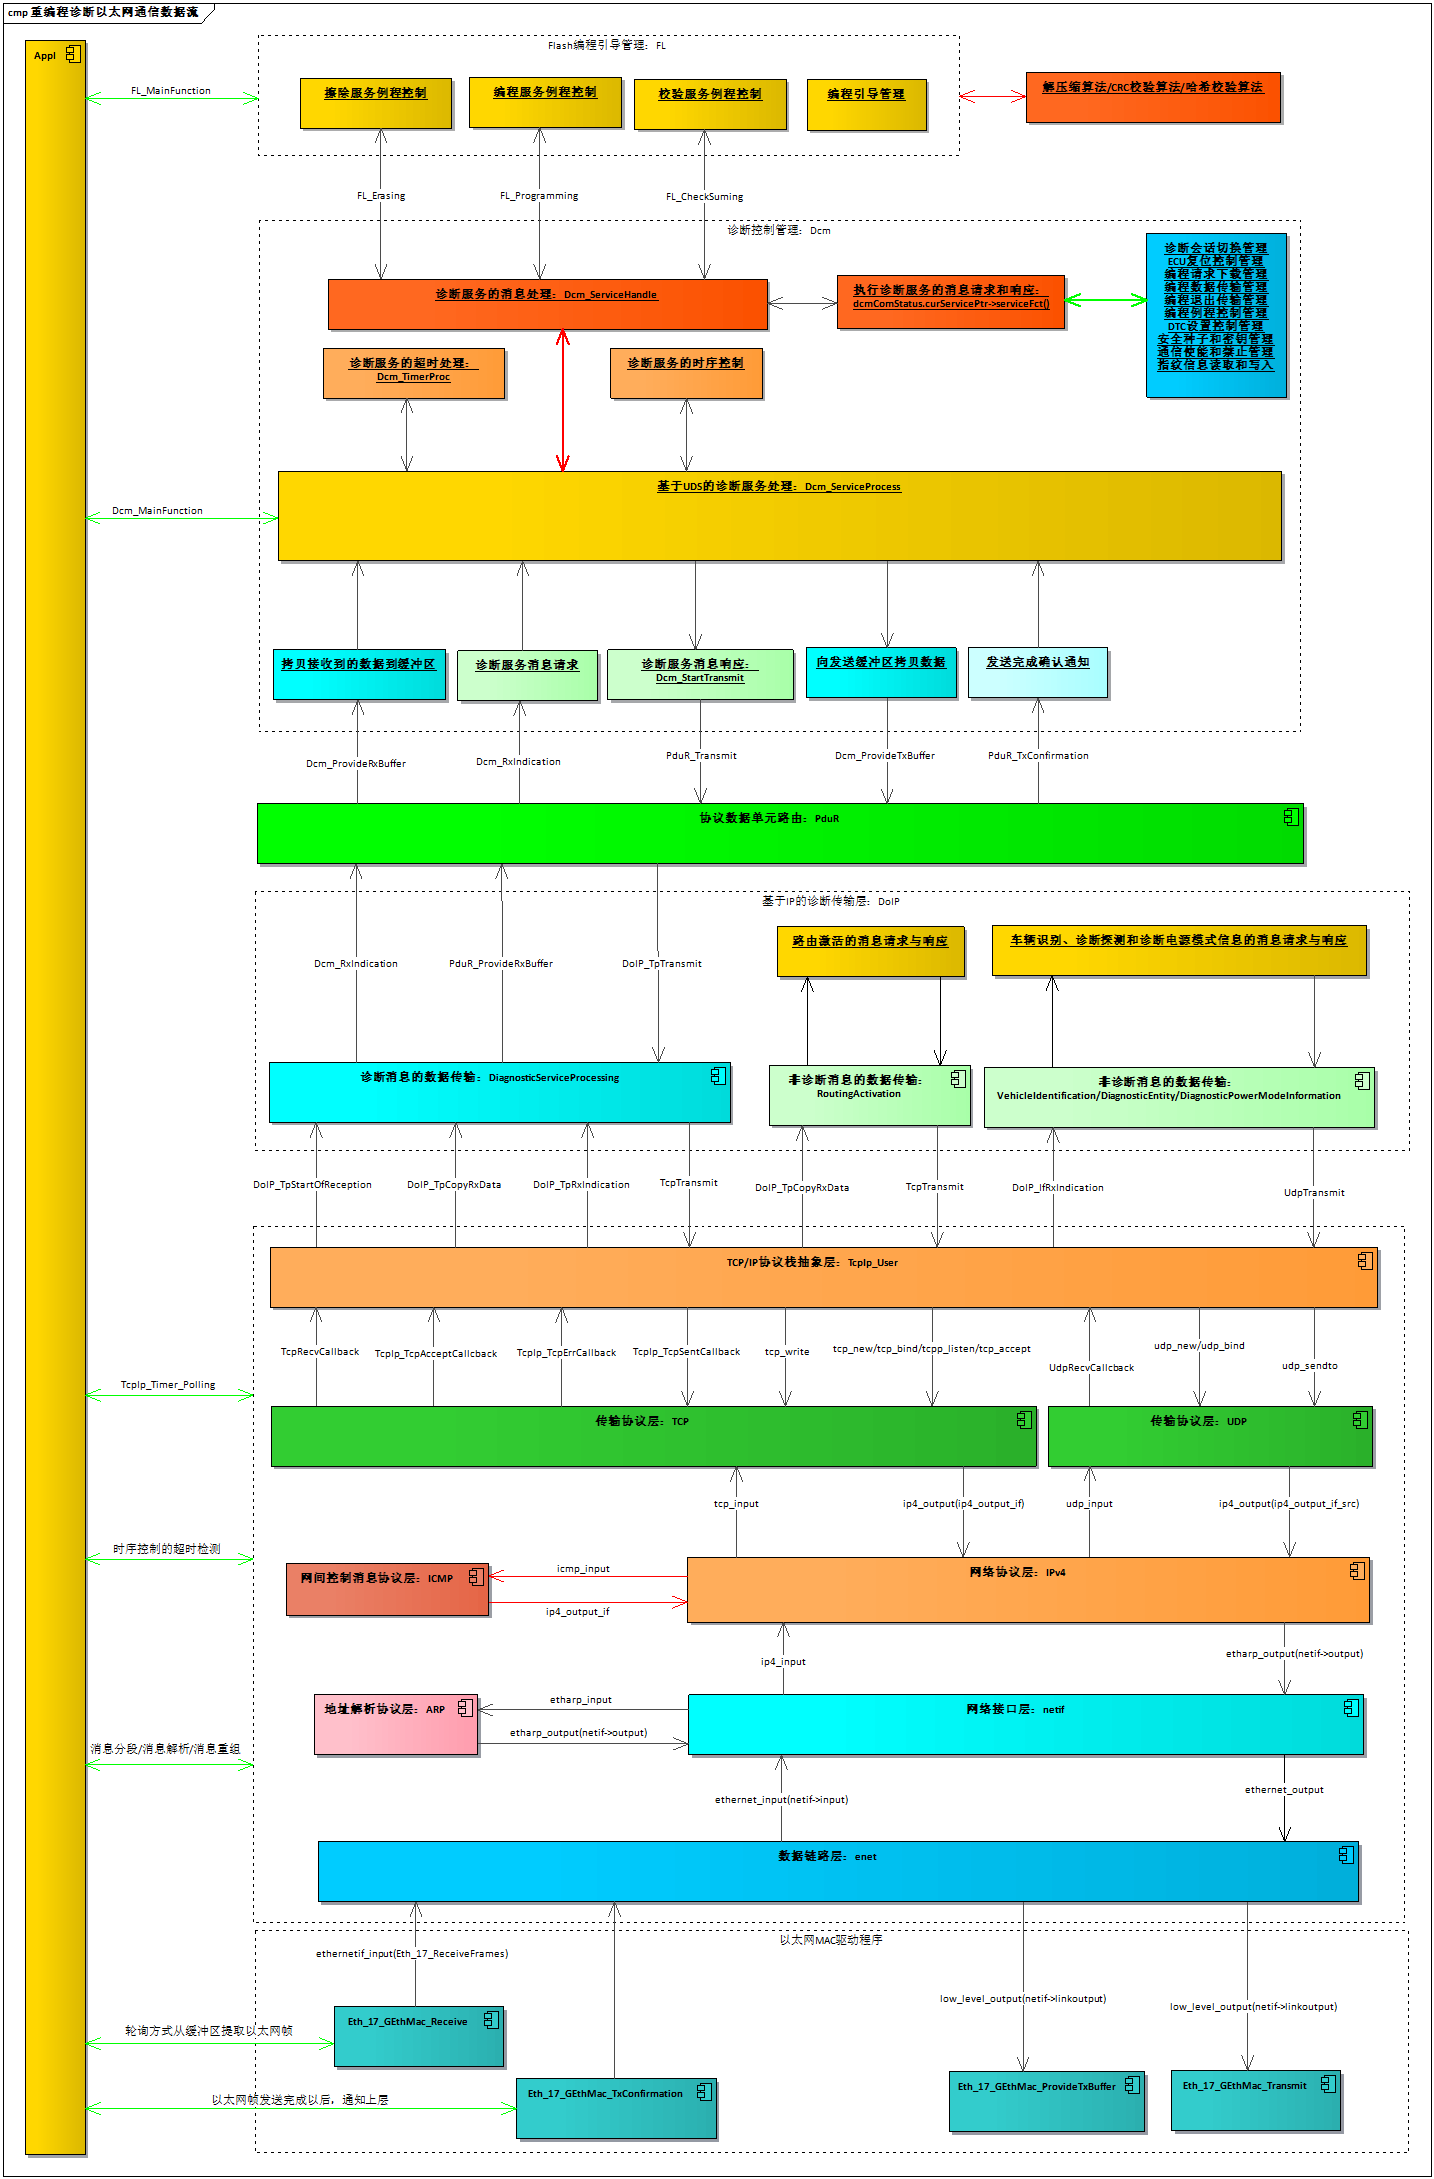 cmp 重编程诊断以太网通信数据流
Appl
Flash编程引导管理：FL
FL_MainFunction
擦除服务例程控制
编程服务例程控制
校验服务例程控制
编程引导管理
解压缩算法/CRC校验算法/哈希校验算法
FL_Erasing
FL_Programming
FL_CheckSuming
诊断控制管理：Dcm
诊断服务的消息处理：Dcm_ServiceHandle
执行诊断服务的消息请求和响应：
dcmComStatus.curServicePtr->serviceFct()
诊断会话切换管理
ECU复位控制管理
编程请求下载管理
编程数据传输管理
编程退出传输管理
编程例程控制管理
DTC设置控制管理
安全种子和密钥管理
通信使能和禁止管理
指纹信息读取和写入
诊断服务的超时处理：
Dcm_TimerProc
诊断服务的时序控制
基于UDS的诊断服务处理：Dcm_ServiceProcess
Dcm_MainFunction
拷贝接收到的数据到缓冲区
诊断服务消息请求
诊断服务消息响应：
Dcm_StartTransmit
向发送缓冲区拷贝数据
发送完成确认通知
Dcm_ProvideRxBuffer
Dcm_RxIndication
PduR_Transmit
Dcm_ProvideTxBuffer
PduR_TxConfirmation
协议数据单元路由：PduR
基于IP的诊断传输层：DoIP
Dcm_RxIndication
PduR_ProvideRxBuffer
DoIP_TpTransmit
路由激活的消息请求与响应
车辆识别、诊断探测和诊断电源模式信息的消息请求与响应
诊断消息的数据传输：DiagnosticServiceProcessing
非诊断消息的数据传输：
RoutingActivation
非诊断消息的数据传输：
VehicleIdentification/DiagnosticEntity/DiagnosticPowerModeInformation
DoIP_TpStartOfReception
DoIP_TpCopyRxData
DoIP_TpRxIndication
TcpTransmit
DoIP_TpCopyRxData
TcpTransmit
DoIP_IfRxIndication
UdpTransmit
TCP/IP协议栈抽象层：TcpIp_User
TcpRecvCallback
TcpIp_TcpAcceptCallcback
TcpIp_TcpErrCallback
TcpIp_TcpSentCallback
tcp_write
tcp_new/tcp_bind/tcpp_listen/tcp_accept
UdpRecvCallcback
udp_new/udp_bind
udp_sendto
TcpIp_Timer_Polling
传输协议层：TCP
传输协议层：UDP
tcp_input
ip4_output(ip4_output_if)
udp_input
ip4_output(ip4_output_if_src)
时序控制的超时检测
网间控制消息协议层：ICMP
icmp_input
ip4_output_if
网络协议层：IPv4
ip4_input
etharp_output(netif->output)
地址解析协议层：ARP
etharp_input
etharp_output(netif->output)
网络接口层：netif
消息分段/消息解析/消息重组
ethernet_input(netif->input)
ethernet_output
数据链路层：enet
以太网MAC驱动程序
ethernetif_input(Eth_17_ReceiveFrames)
low_level_output(netif->linkoutput)
low_level_output(netif->linkoutput)
Eth_17_GEthMac_Receive
轮询方式从缓冲区提取以太网帧
Eth_17_GEthMac_TxConfirmation
以太网帧发送完成以后，通知上层
Eth_17_GEthMac_ProvideTxBuffer
Eth_17_GEthMac_Transmit